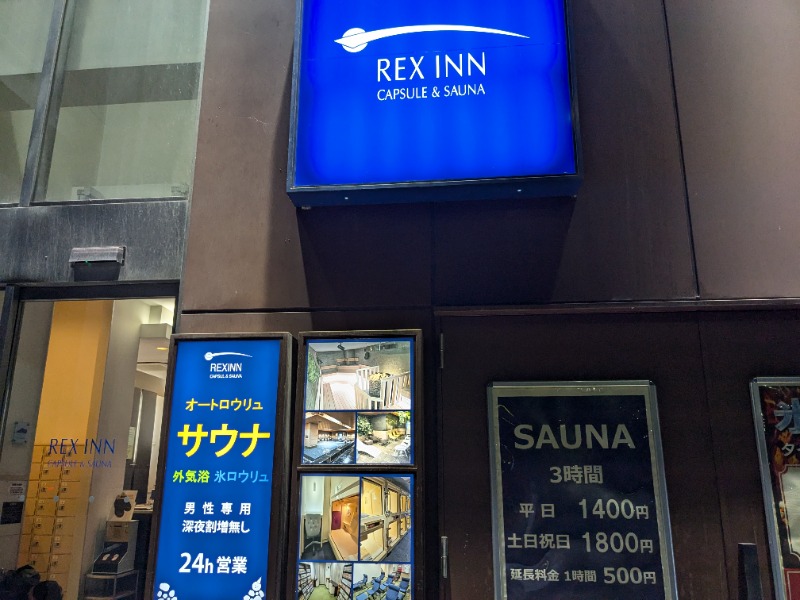 REX INN
CAPSULE & SAUNA
REX INN
CAPSULE & SAUNA
REXINN
CAPSULE & SAUNA
オートロウリュ
サウナ
外気浴 氷ロウリュ
男性専用
深夜割増無し
24h営業
SAUNA
3時間
平日 1400円
土日祝日 1800円
延長料金 1時間 500円